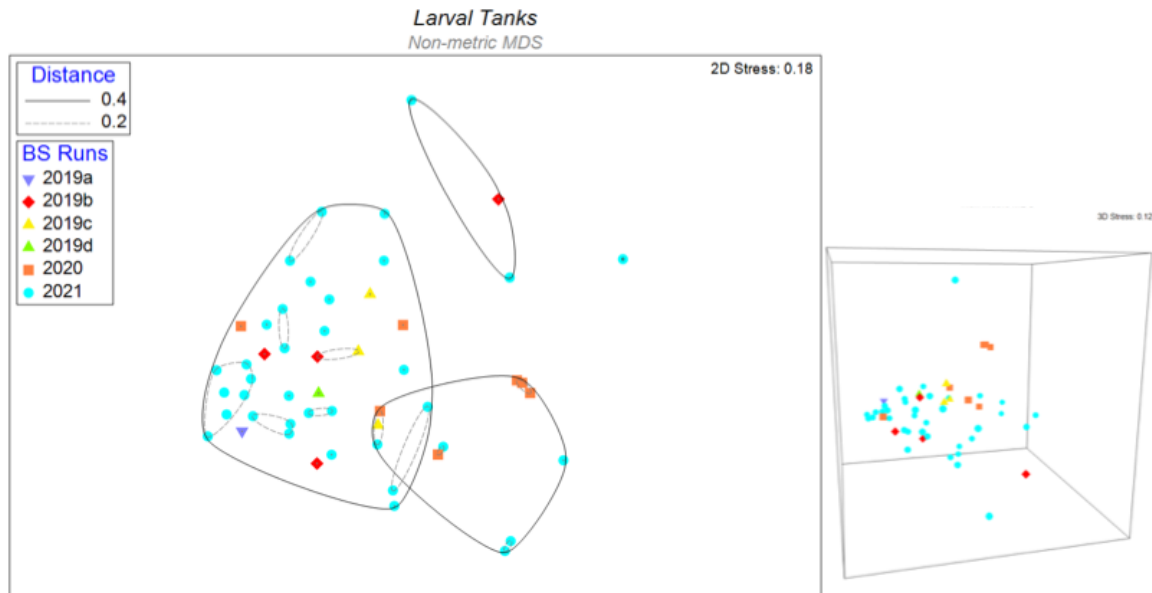 Larval Tanks
Non-metric MDS
2D Stress: 0.18
Distance
0.4
0.2
BS Runs
2019a
2019b
2019c
2019d
2020
2021
3D Stress: 0.12